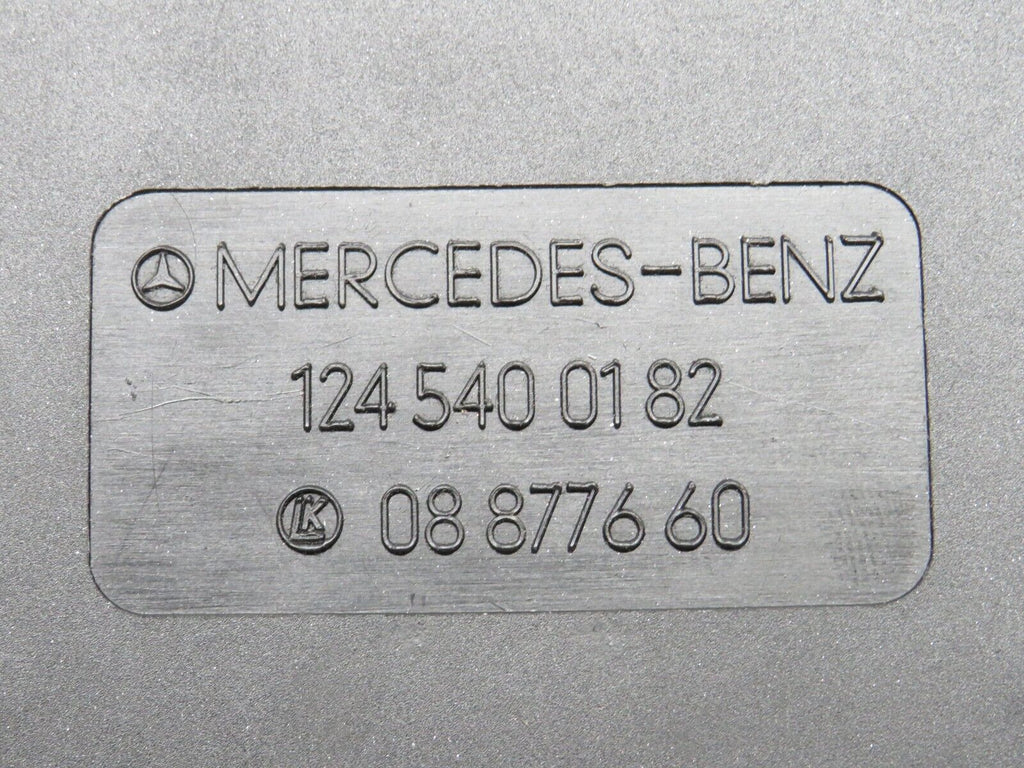 MERCEDES-BENZ
124 540 01 82
LK 08 8776 60